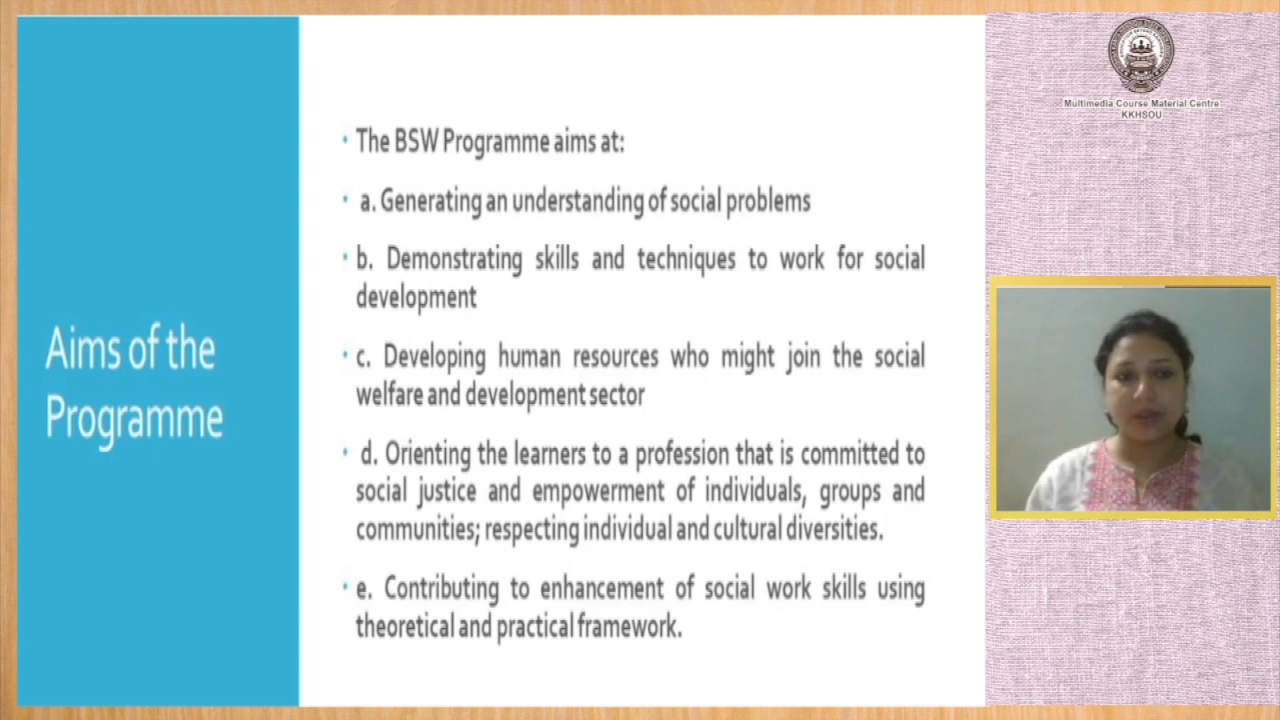 Aims of the
Programme
• The BSW Programme aims at:
• a. Generating an understanding of social problems
• b. Demonstrating skills and techniques to work for social
development
• c. Developing human resources who might join the social
welfare and development sector
• d. Orienting the learners to a profession that is committed to
social justice and empowerment of individuals, groups and
communities; respecting individual and cultural diversities.
• e. Contributing to enhancement of social work skills using
theoretical and practical framework.
Multimedia Course Material Centre
KKHSOU